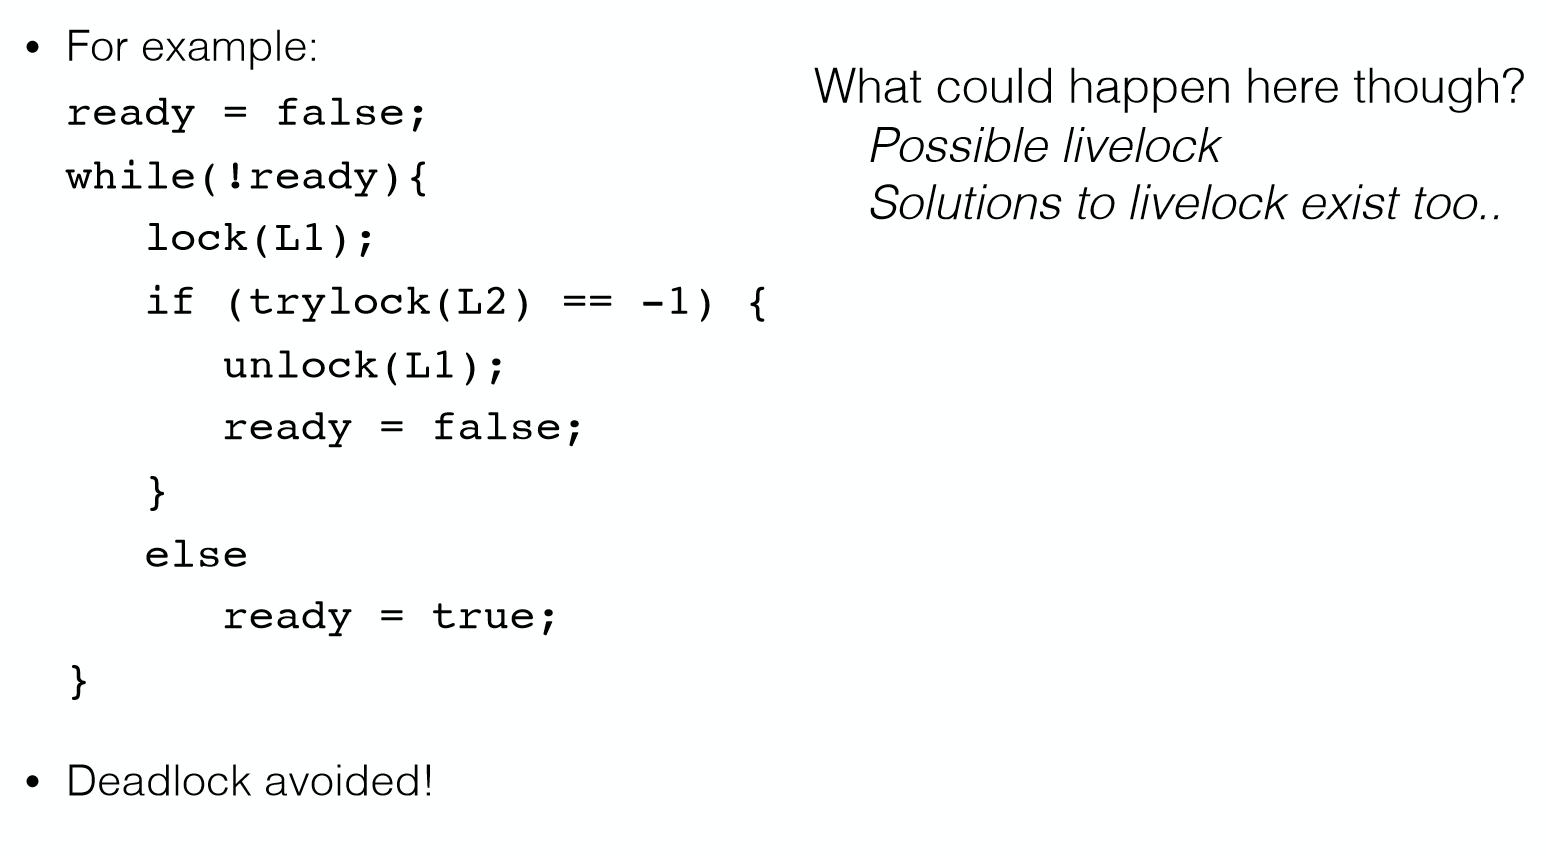 • For example:
ready = false;
while(!ready){
lock(L1);
if (trylock(L2) == -1) {
unlock(L1);
ready = false;
}
else
ready = true;
}
• Deadlock avoided!
What could happen here though?
Possible livelock
Solutions to livelock exist too..